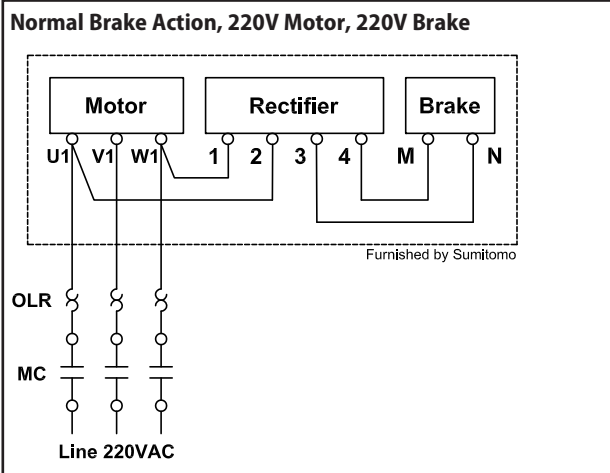 Normal Brake Action, 220V Motor, 220V Brake
Motor Rectifier Brake
U1 V1 W1 1 2 3 4 M N
Furnished by Sumitomo
OLR
MC
Line 220VAC